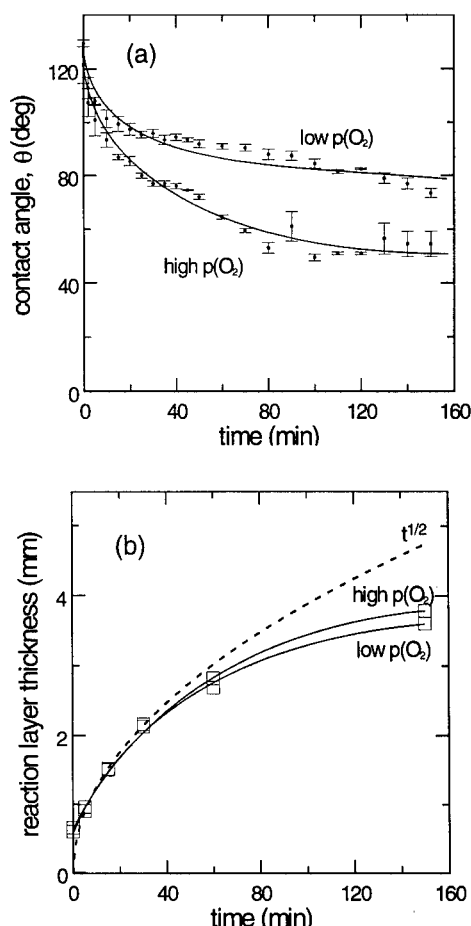 (a)
contact angle, θ (deg)
120
80
40
0
low p(O₂)
high p(O₂)
0 40 80 120 160
time (min)
(b)
reaction layer thickness (mm)
4
2
0
t^1/2
high p(O₂)
low p(O₂)
0 40 80 120 160
time (min)